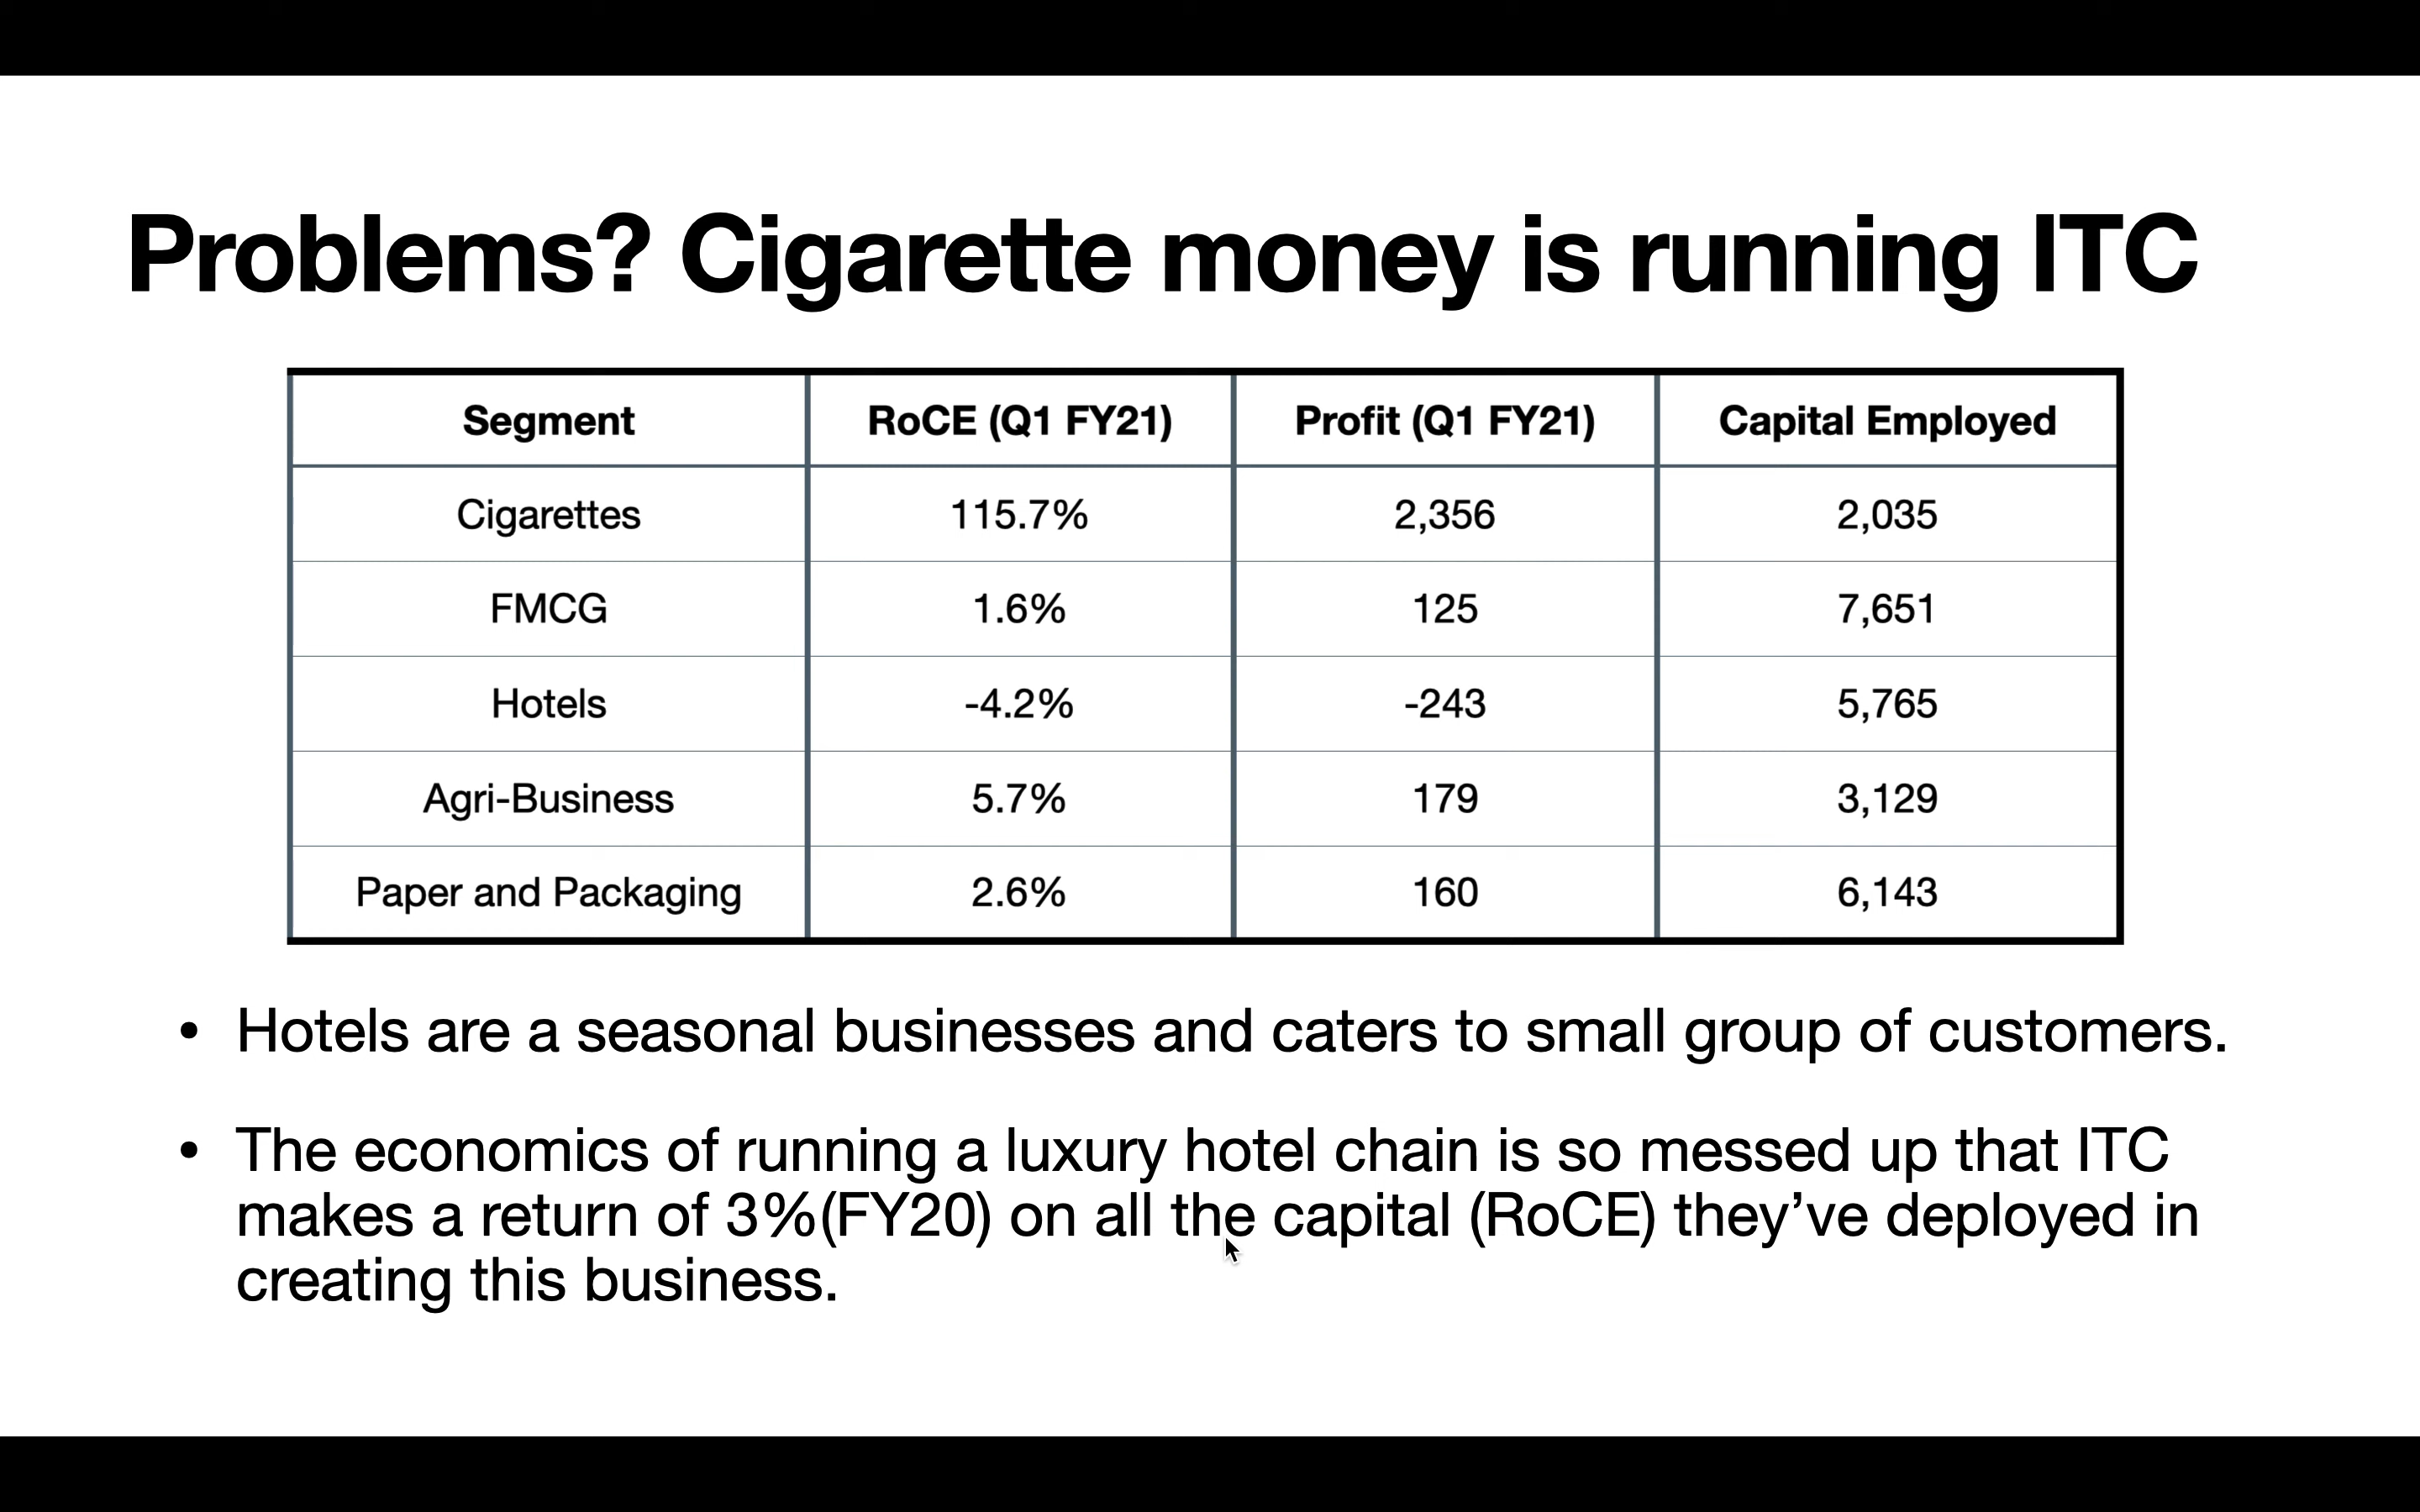 Problems? Cigarette money is running ITC
Segment RoCE (Q1 FY21) Profit (Q1 FY21) Capital Employed
Cigarettes 115.7% 2,356 2,035
FMCG 1.6% 125 7,651
Hotels -4.2% -243 5,765
Agri-Business 5.7% 179 3,129
Paper and Packaging 2.6% 160 6,143
• Hotels are a seasonal businesses and caters to small group of customers.
• The economics of running a luxury hotel chain is so messed up that ITC
makes a return of 3%(FY20) on all the capital (RoCE) they’ve deployed in
creating this business.